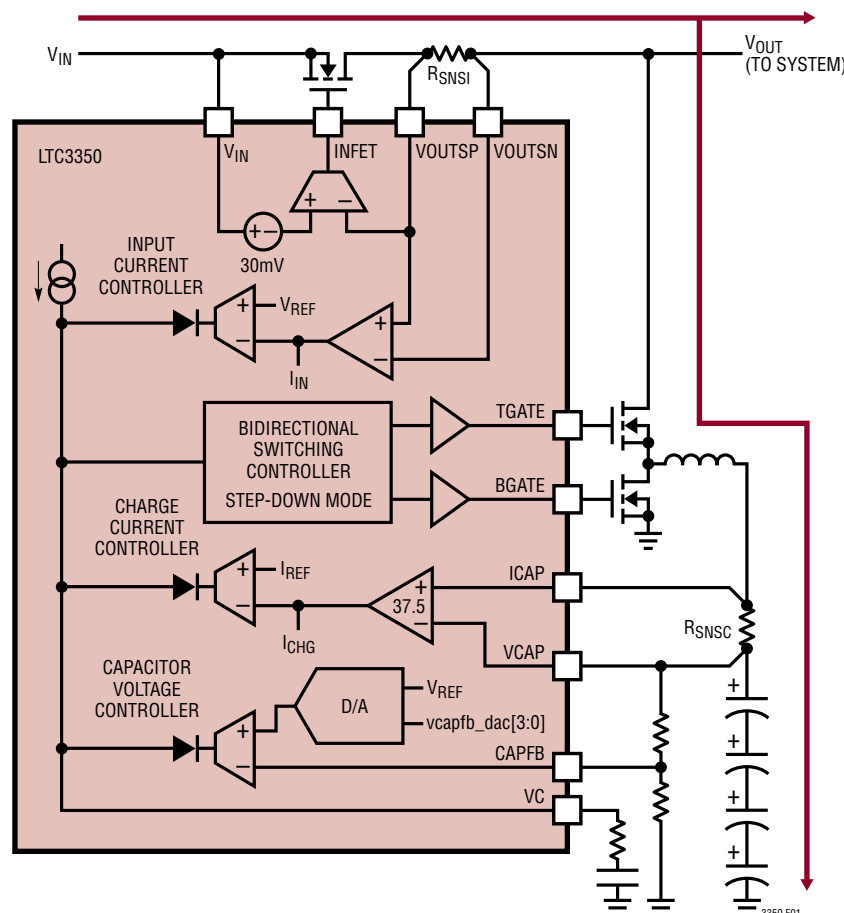 VIN
RSNSI
VOUT
(TO SYSTEM)
LTC3350
VIN
INFET
VOUTSP
VOUTSN
+ –
+ –
30mV
INPUT
CURRENT
CONTROLLER
+
VREF
–
+
–
IIN
BIDIRECTIONAL
SWITCHING
CONTROLLER
STEP-DOWN MODE
TGATE
BGATE
CHARGE
CURRENT
CONTROLLER
+
IREF
–
ICHG
+
37.5
–
ICAP
VCAP
RSNSC
CAPACITOR
VOLTAGE
CONTROLLER
+
–
D/A
VREF
vcapfb_dac[3:0]
CAPFB
VC
+
+
+
+
3350 F01